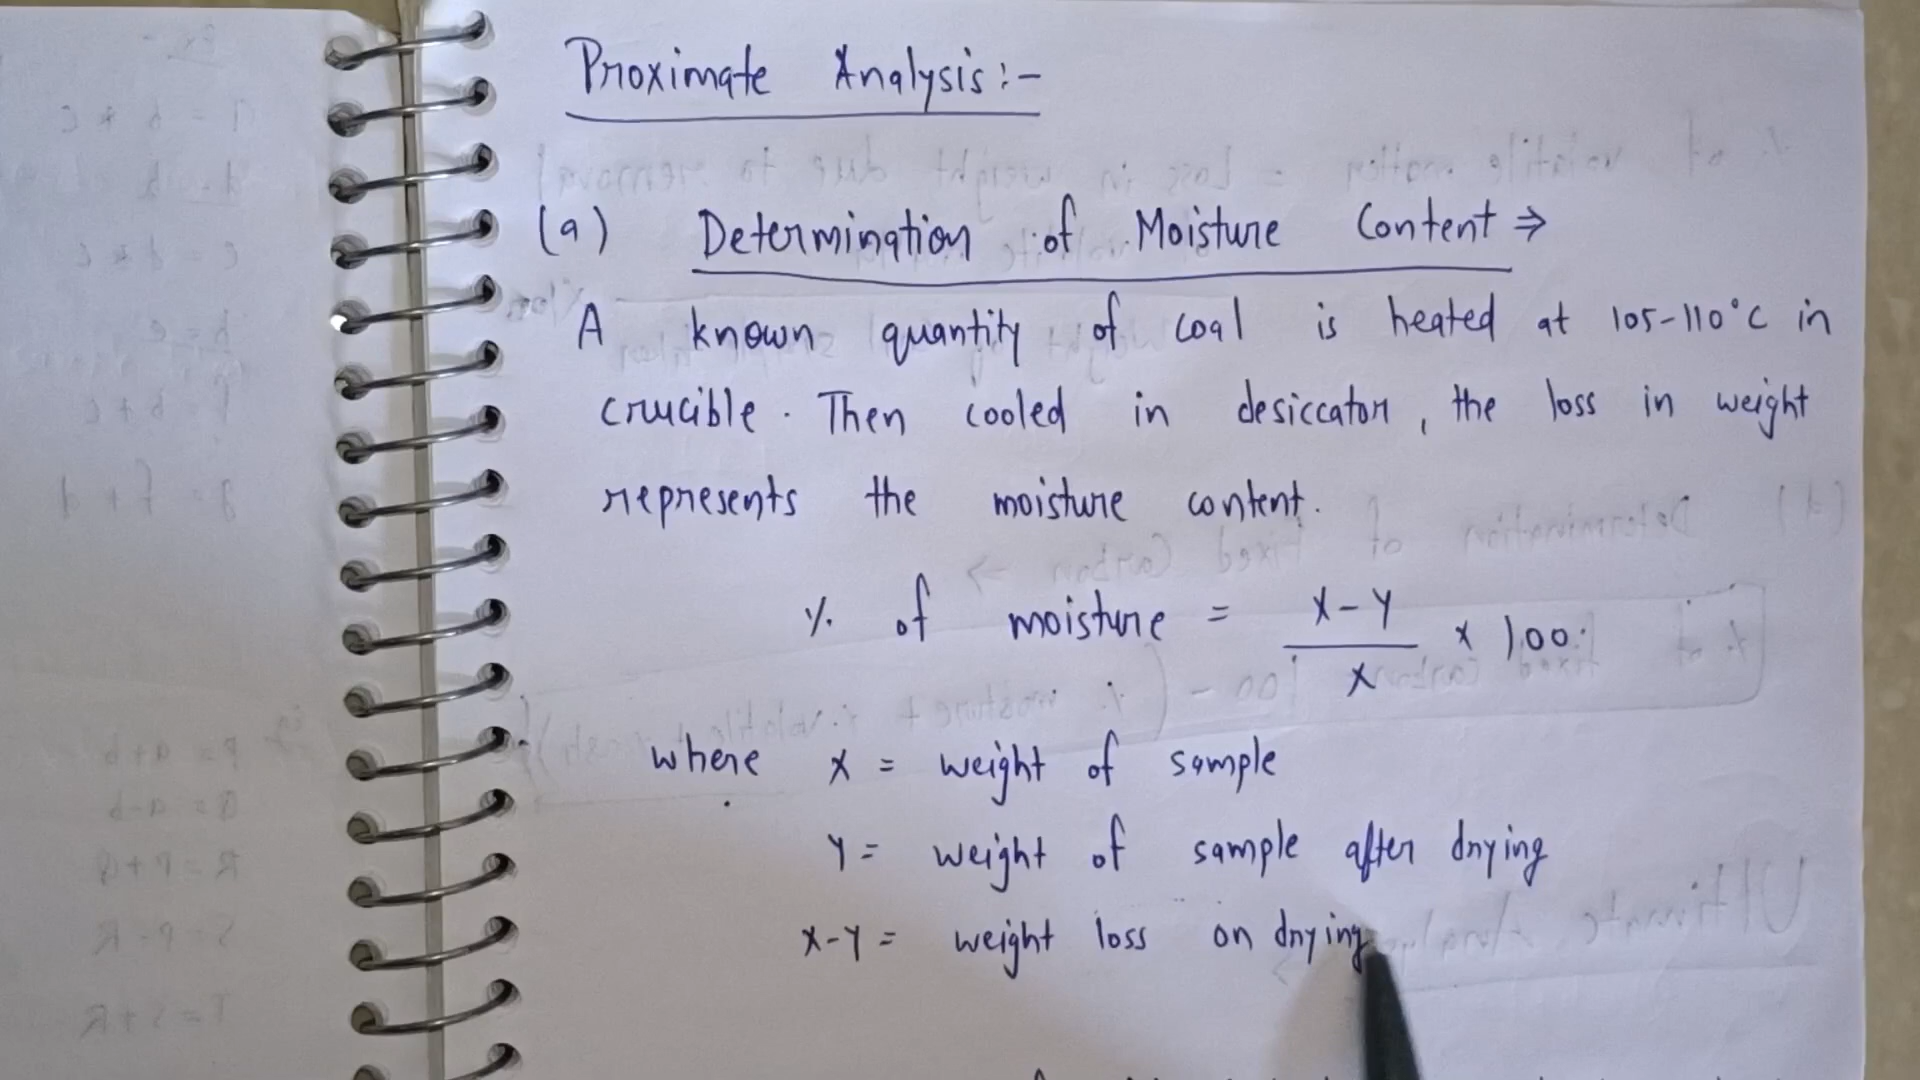 Proximate Analysis:-
(a) Determination of Moisture Content ⇒
A known quantity of coal is heated at 105-110°C in
crucible. Then cooled in desiccator, the loss in weight
represents the moisture content.
% of moisture = X-Y / X × 100
where X = weight of sample
Y = weight of sample after drying
X-Y = weight loss on drying